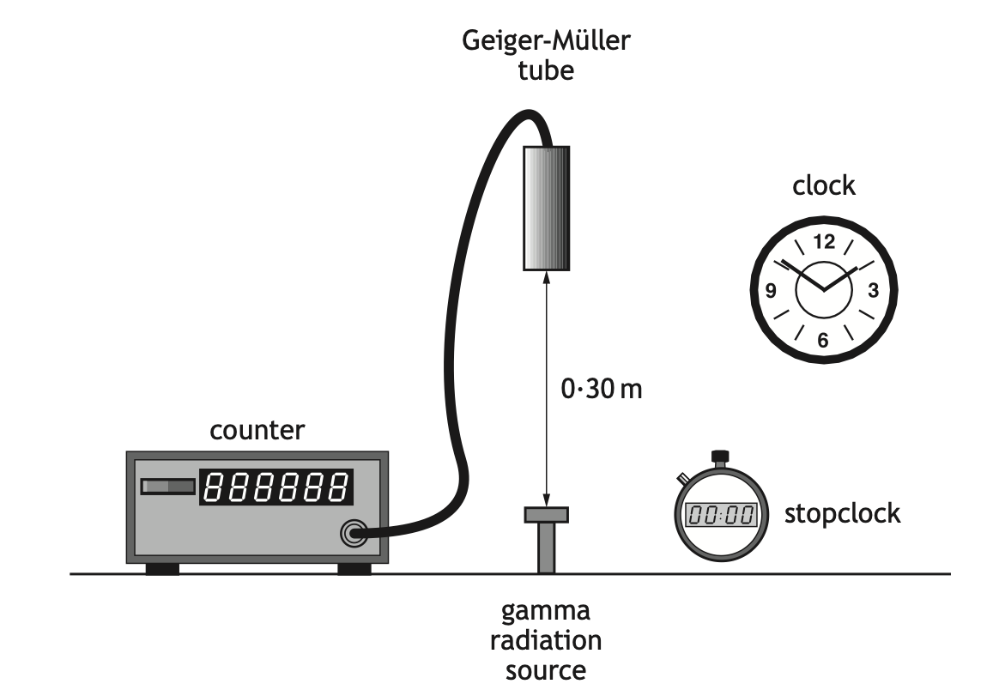 Geiger-Müller
tube
clock
12
9
3
6
0·30 m
counter
888888
00:00
stopclock
gamma
radiation
source